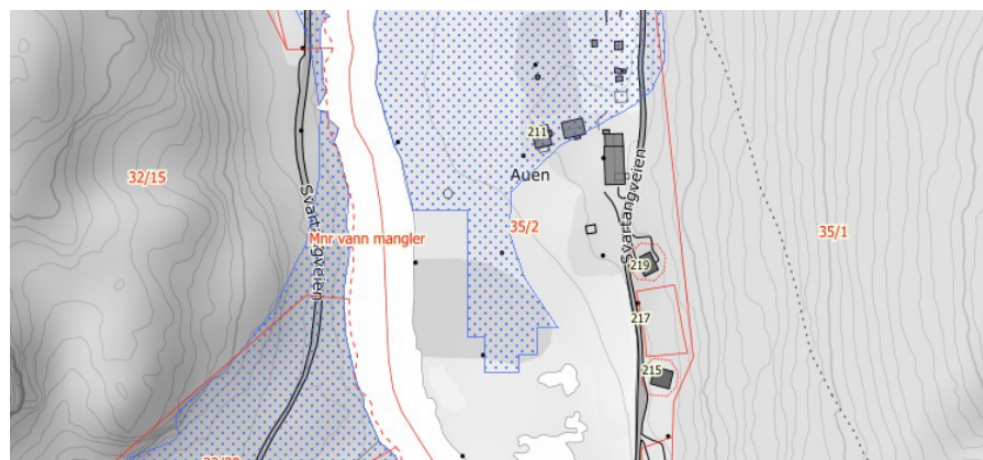 211
Auen
32/15
Svartangveien
Mnr vann mangler
35/2
Svartangveien
35/1
219
217
215